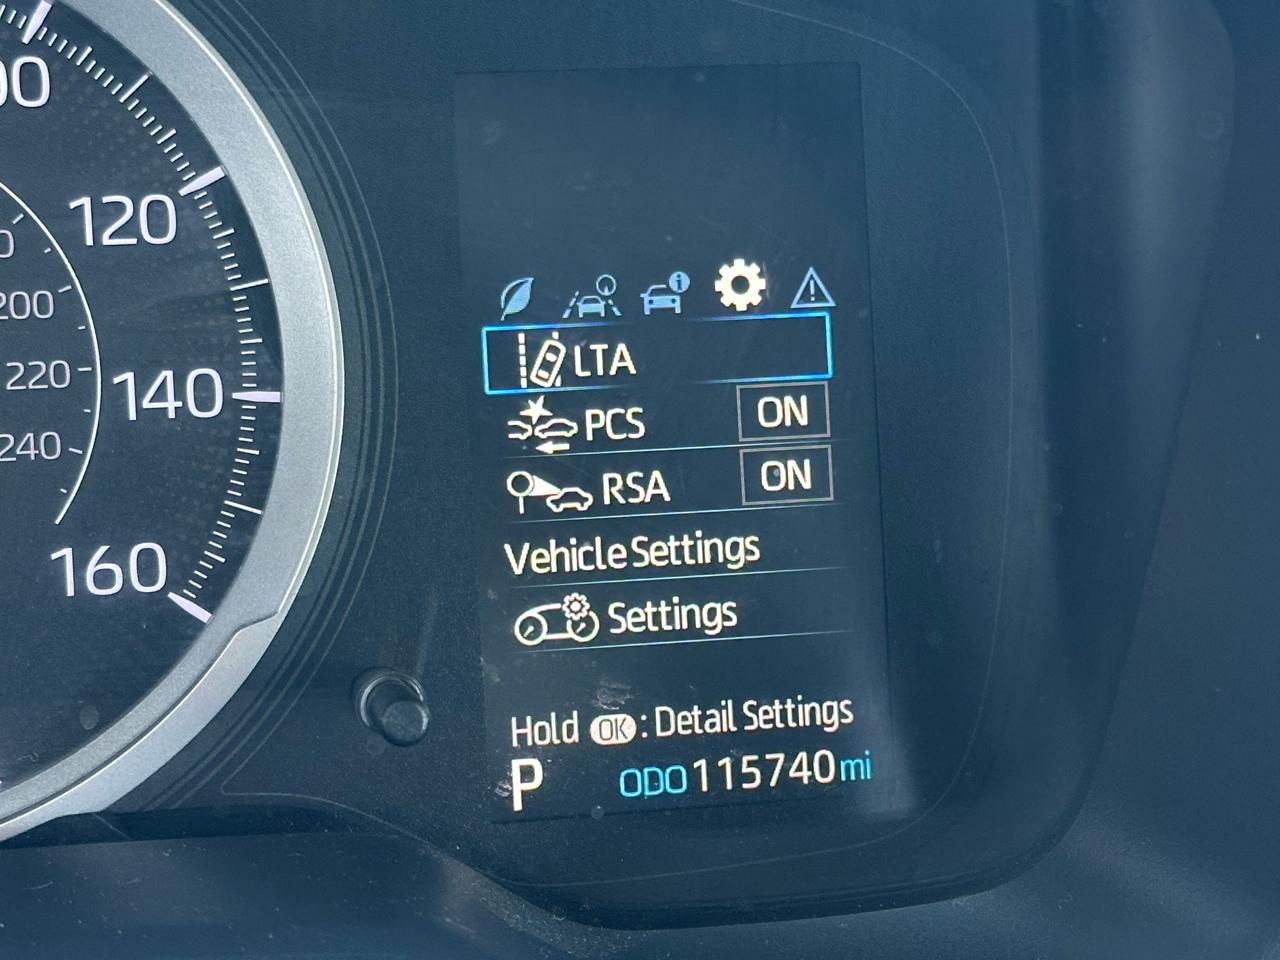 120
200
220
140
240
160
LTA
PCS ON
RSA ON
Vehicle Settings
Settings
Hold OK : Detail Settings
P ODO 115740 mi